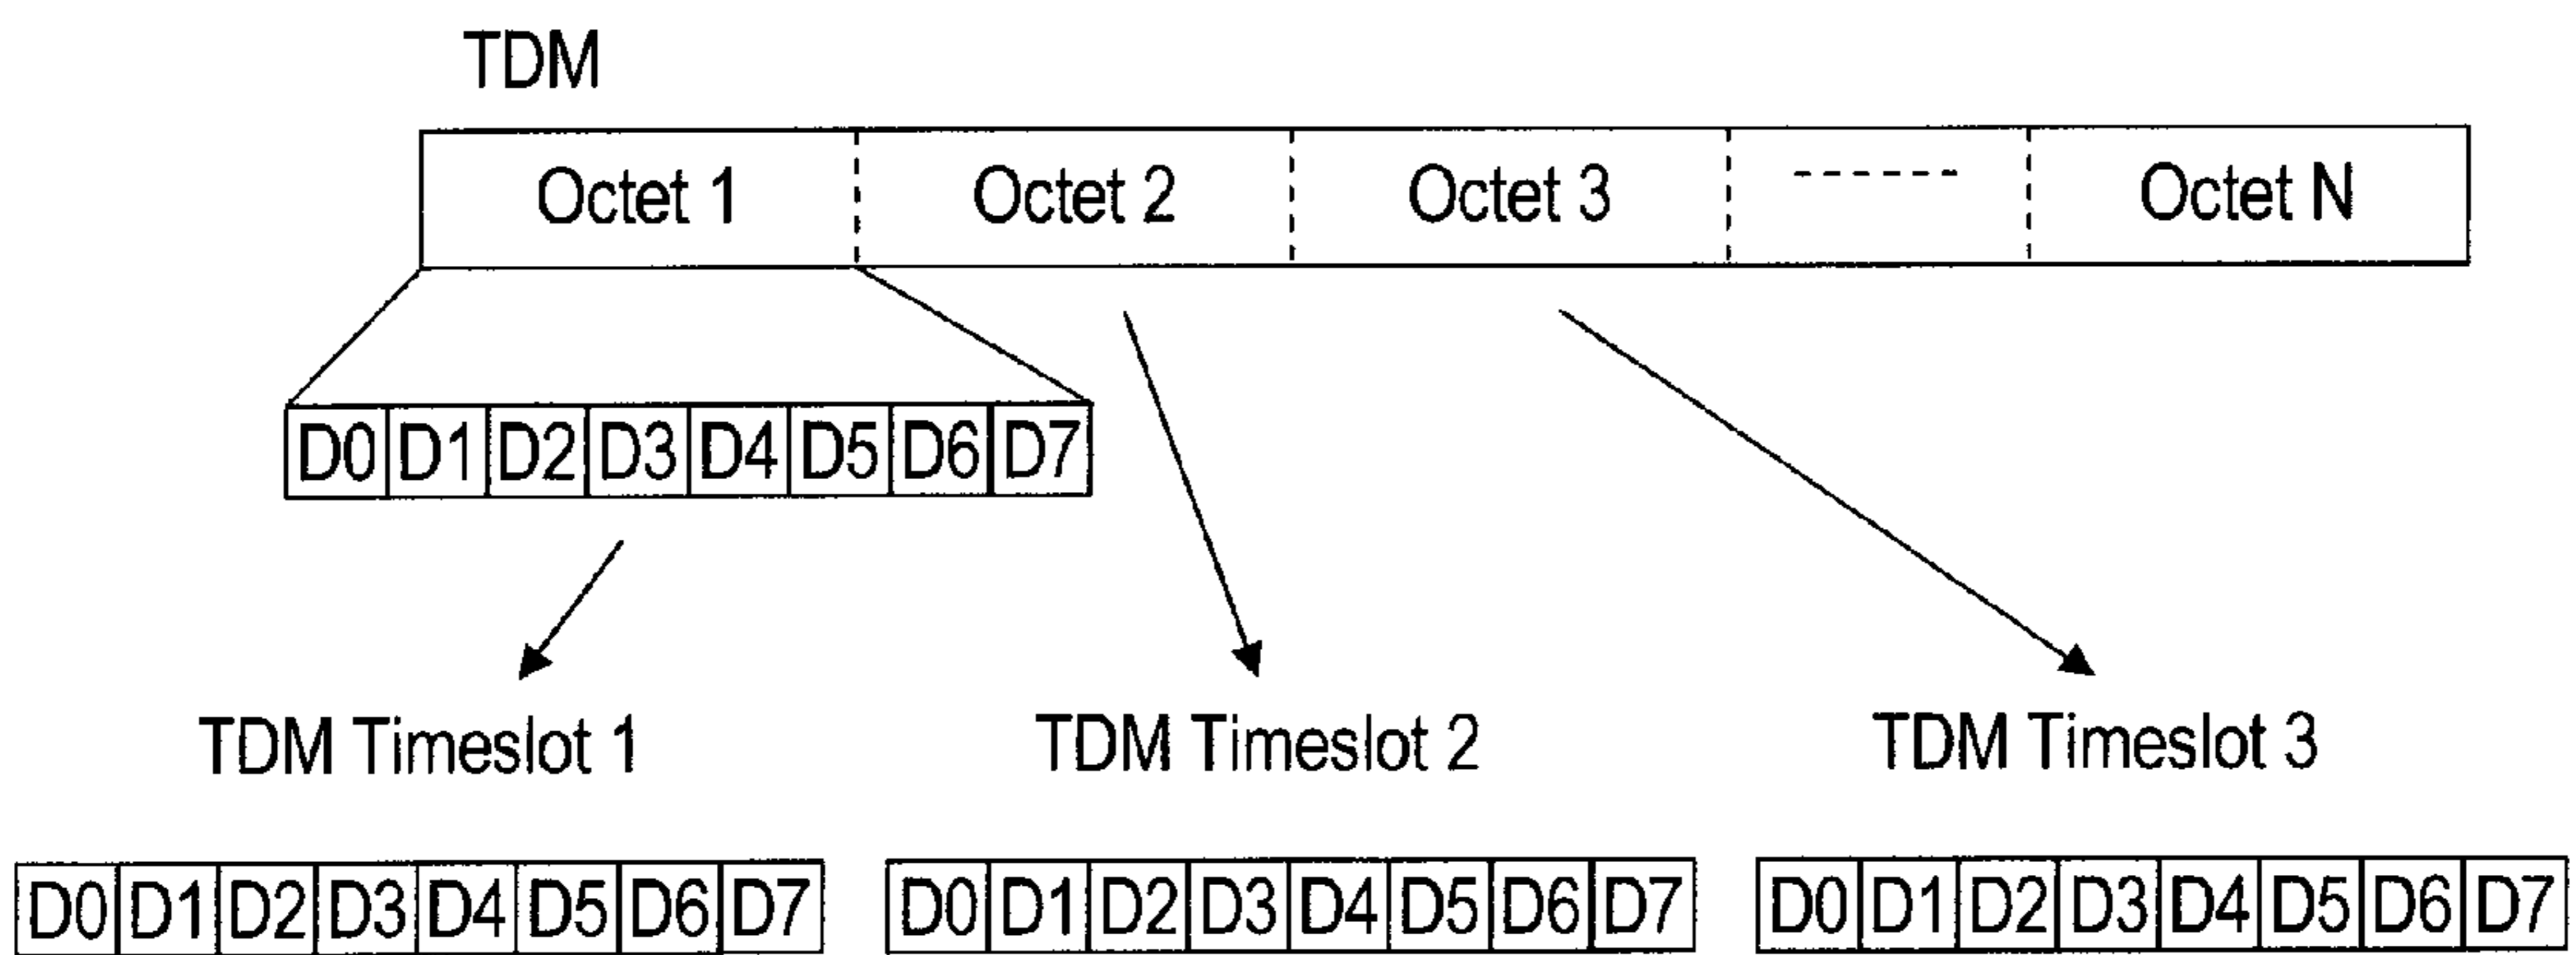 TDM
Octet 1 Octet 2 Octet 3 Octet N
D0 D1 D2 D3 D4 D5 D6 D7
TDM Timeslot 1 TDM Timeslot 2 TDM Timeslot 3
D0 D1 D2 D3 D4 D5 D6 D7 D0 D1 D2 D3 D4 D5 D6 D7 D0 D1 D2 D3 D4 D5 D6 D7